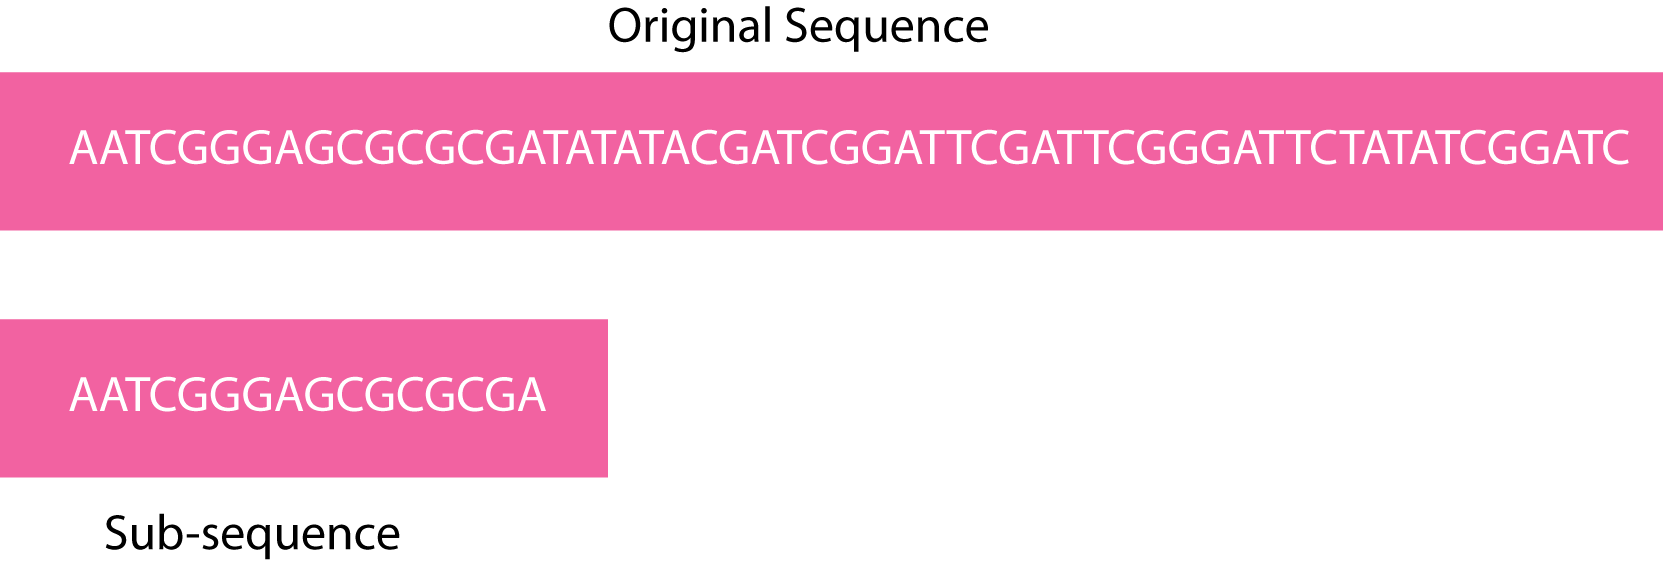 Original Sequence
AATCGGGAGCGCGCGATATATACGATCGGATTCGATTCGGGATTCTATATCGGATC
AATCGGGAGCGCGCGA
Sub-sequence